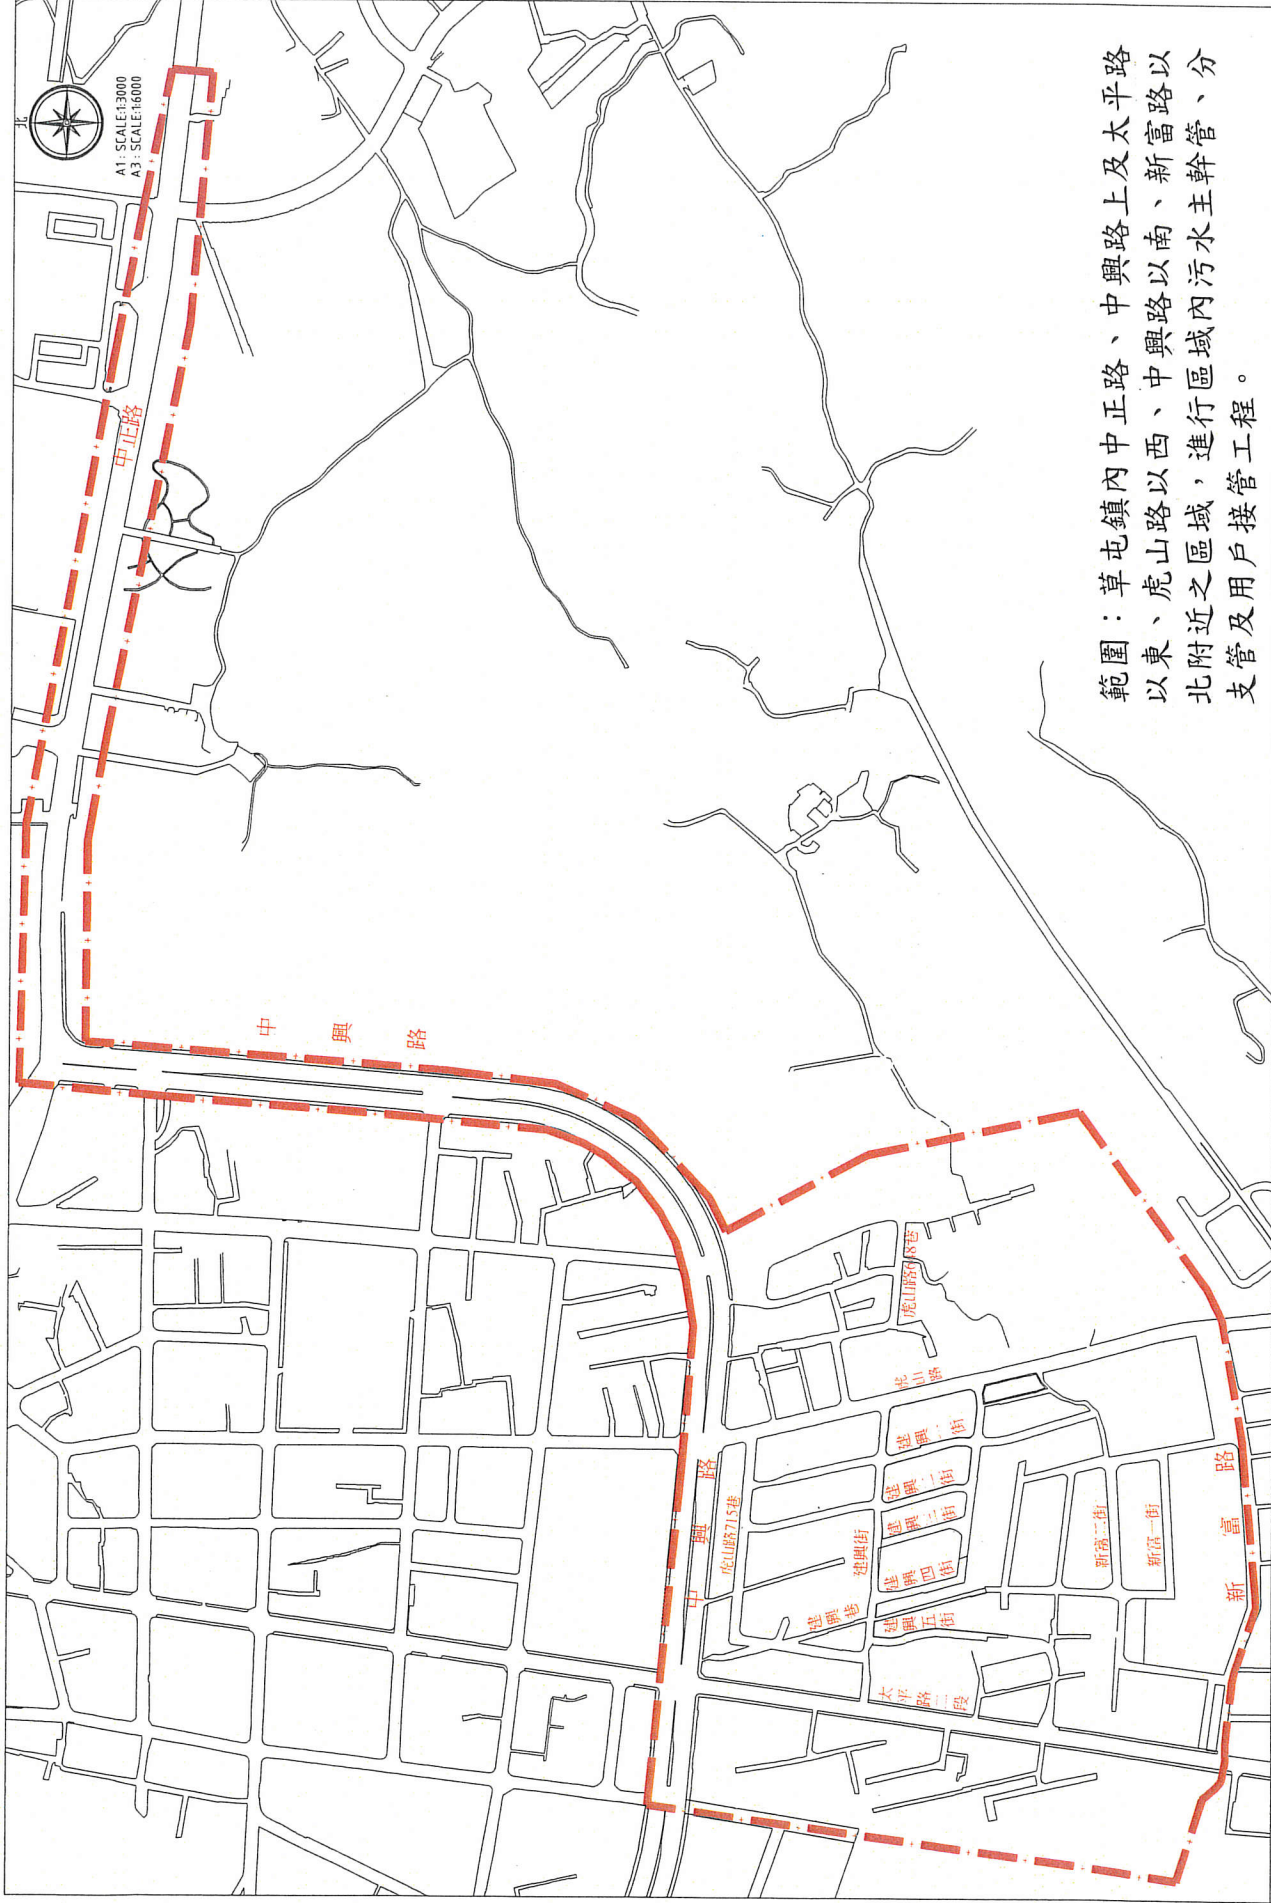 北
A1 : SCALE:1:3000
A3 : SCALE:1:6000
中正路
中興路
虎山路648巷
虎山路
中興路
虎山路715巷
建興街
建興一街
建興二街
建興三街
建興四街
建興五街
建興巷
太平路二段
新富二街
新富一街
新富路
範圍：草屯鎮內中正路、中興路上及太平路
以東、虎山路以西、中興路以南、新富路以
北附近之區域，進行區域內污水主幹管、分
支管及用戶接管工程。